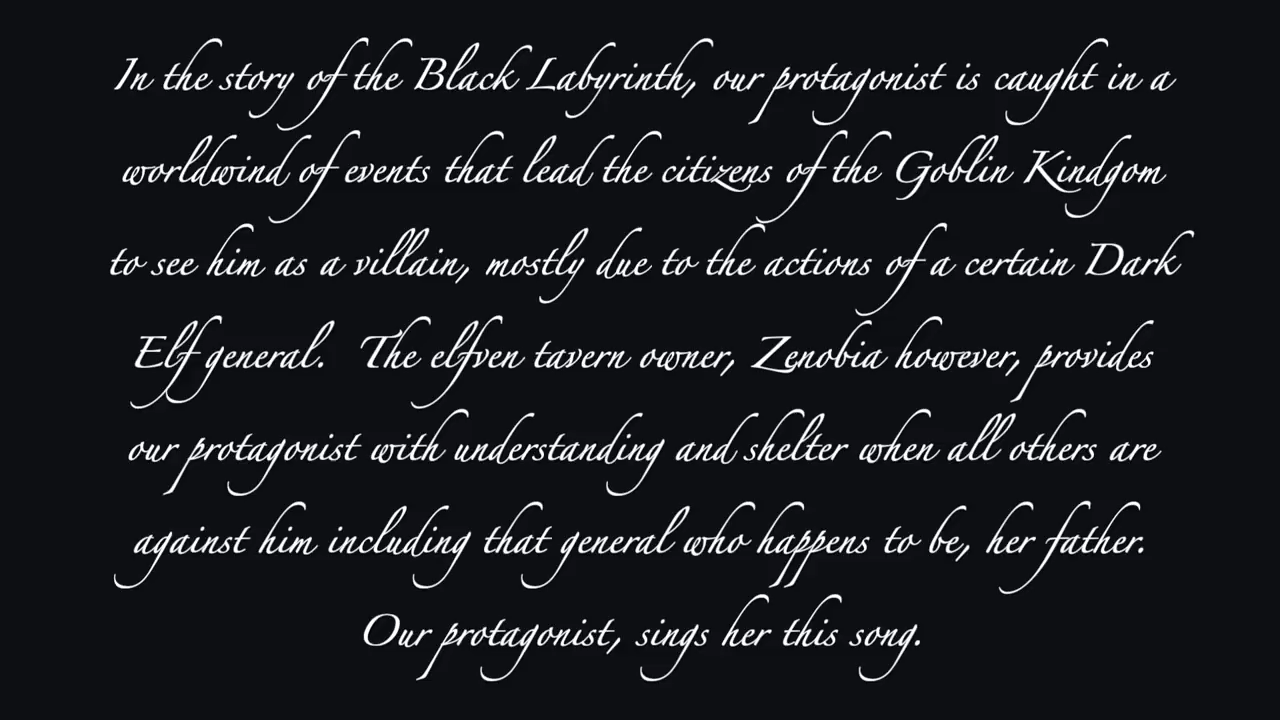 In the story of the Black Labyrinth, our protagonist is caught in a
worldwind of events that lead the citizens of the Goblin Kindgom
to see him as a villain, mostly due to the actions of a certain Dark
Elf general. The elfven tavern owner, Zenobia however, provides
our protagonist with understanding and shelter when all others are
against him including that general who happens to be, her father.
Our protagonist, sings her this song.